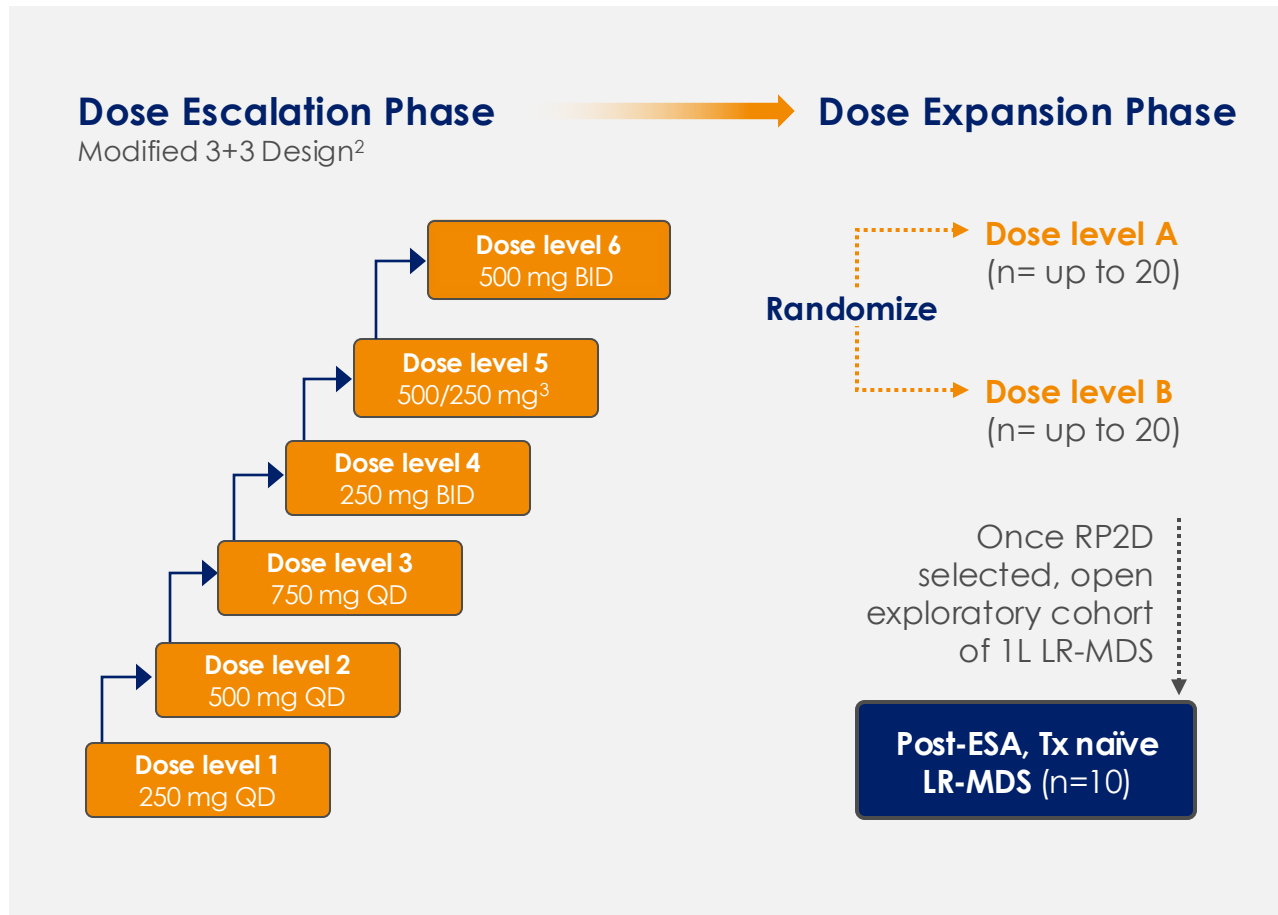 Dose Escalation Phase
Modified 3+3 Design²
Dose level 6
500 mg BID
Dose level 5
500/250 mg³
Dose level 4
250 mg BID
Dose level 3
750 mg QD
Dose level 2
500 mg QD
Dose level 1
250 mg QD
Dose Expansion Phase
Dose level A
(n= up to 20)
Randomize
Dose level B
(n= up to 20)
Once RP2D
selected, open
exploratory cohort
of 1L LR-MDS
Post-ESA, Tx naïve
LR-MDS (n=10)